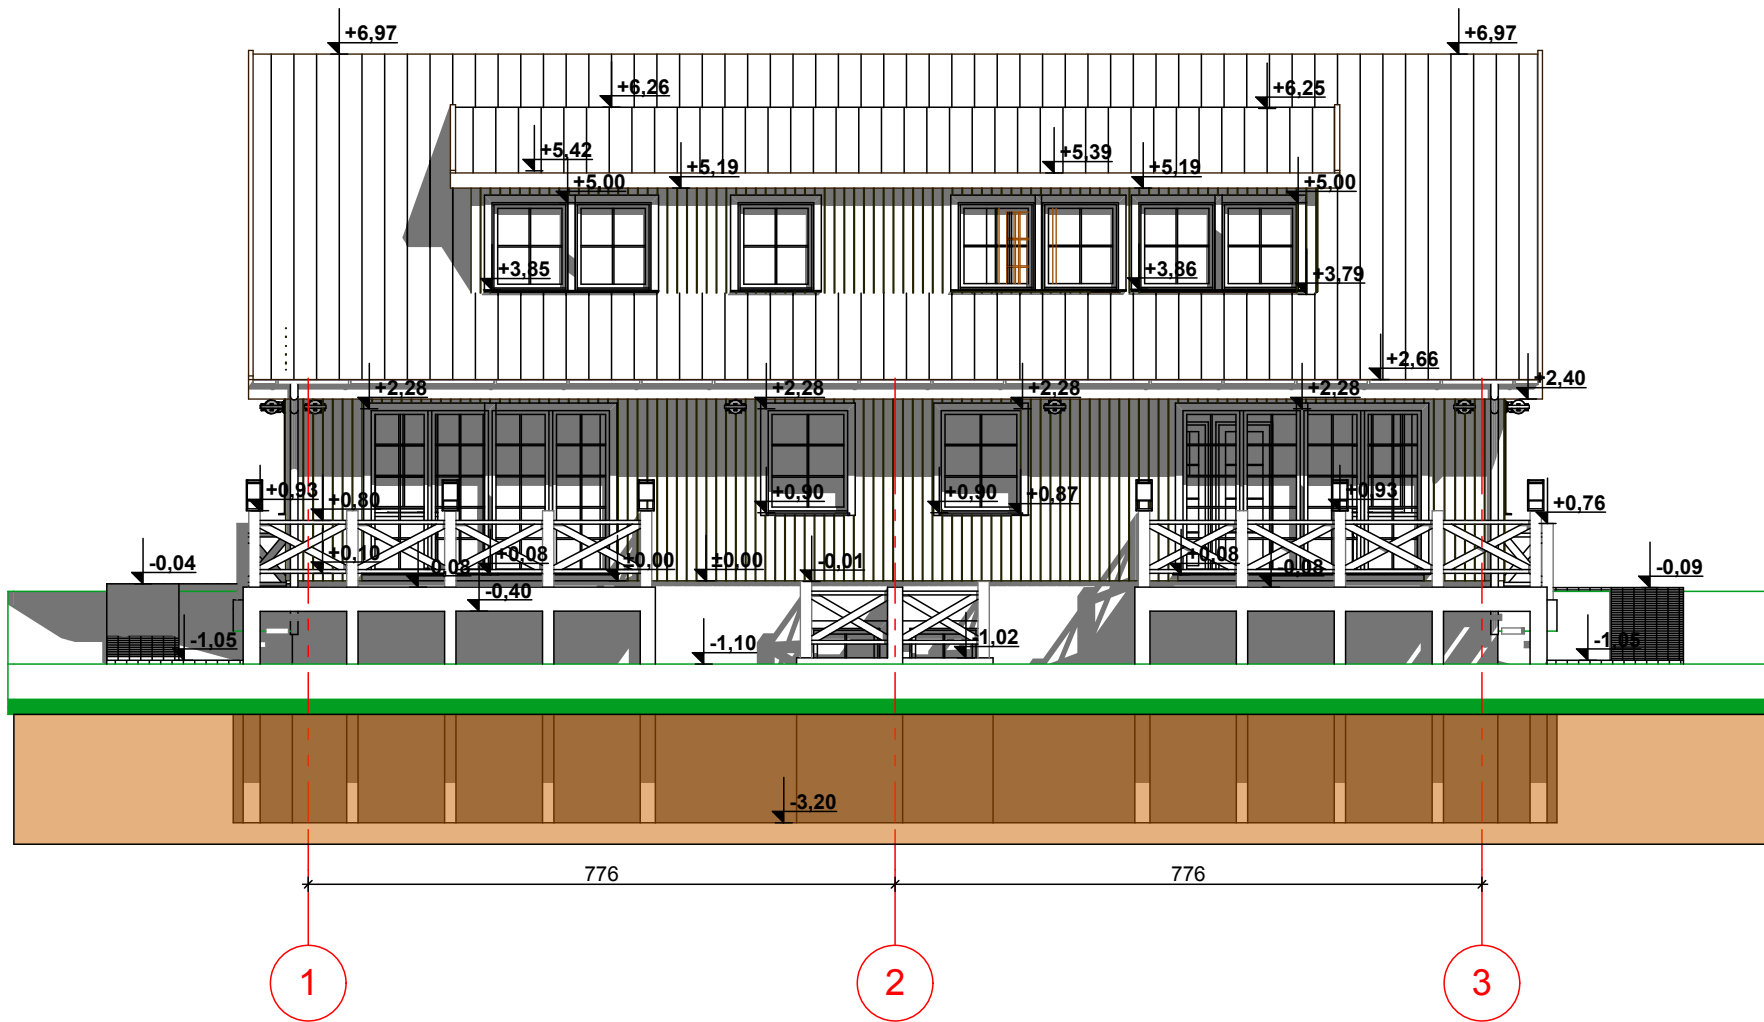 +6,97 +6,97
+6,26 +6,25
+5,42 +5,19 +5,39 +5,19
+5,00 +5,00
+3,85 +3,86 +3,79
+2,66
+2,28 +2,28 +2,28 +2,28 +2,40
+0,93 +0,80 +0,90 +0,90 +0,87 +0,93 +0,76
-0,04 +0,10 -0,08 +0,08 ±0,00 ±0,00 -0,01 +0,08 -0,08 -0,09
-0,40
-1,05 -1,10 -1,02 -1,05
-3,20
776 776
1 2 3